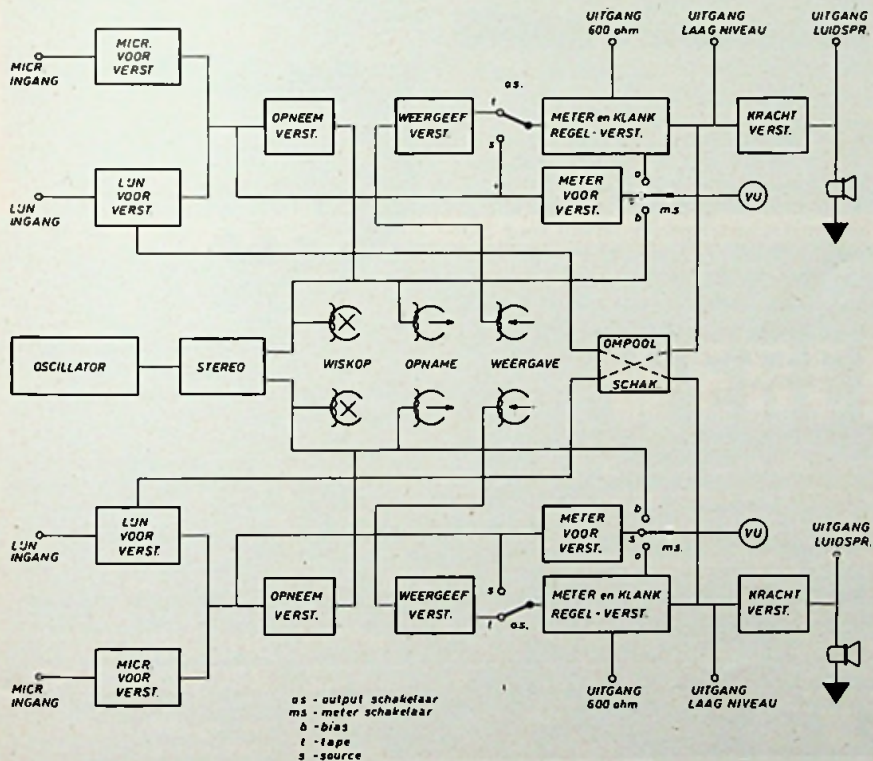 UITGANG
600 ohm
UITGANG
LAAG NIVEAU
UITGANG
LUIDSPR.
MICR.
INGANG
MICR.
VOOR
VERST
o.s.
t
s
OPNEEM
VERST.
WEERGEEF
VERST.
METER en KLANK
REGEL-VERST.
KRACHT
VERST.
LIJN
INGANG
LIJN
VOOR
VERST
METER
VOOR
VERST.
o
s
b
m.s
VU
OSCILLATOR
STEREO
WISKOP
OPNAME
WEERGAVE
OMPOOL
SCHAK
LIJN
INGANG
LIJN
VOOR
VERST.
METER
VOOR
VERST.
b
s
o
m.s.
VU
UITGANG
LUIDSPR.
OPNEEM
VERST.
WEERGEEF
VERST.
s
t
o.s.
METER en KLANK
REGEL-VERST.
KRACHT
VERST.
MICR.
INGANG
MICR.
VOOR
VERST.
UITGANG
600 ohm
UITGANG
LAAG NIVEAU
os - output schakelaar
ms - meter schakelaar
b - bias
t - tape
s - source